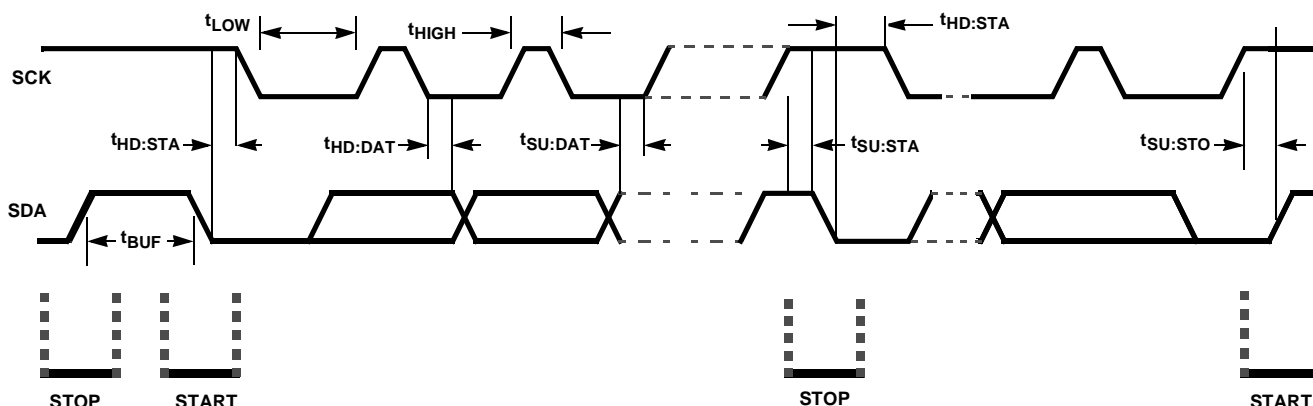 tLOW
tHIGH
tHD:STA
SCK
tHD:STA
tHD:DAT
tSU:DAT
tSU:STA
tSU:STO
SDA
tBUF
STOP
START
STOP
START